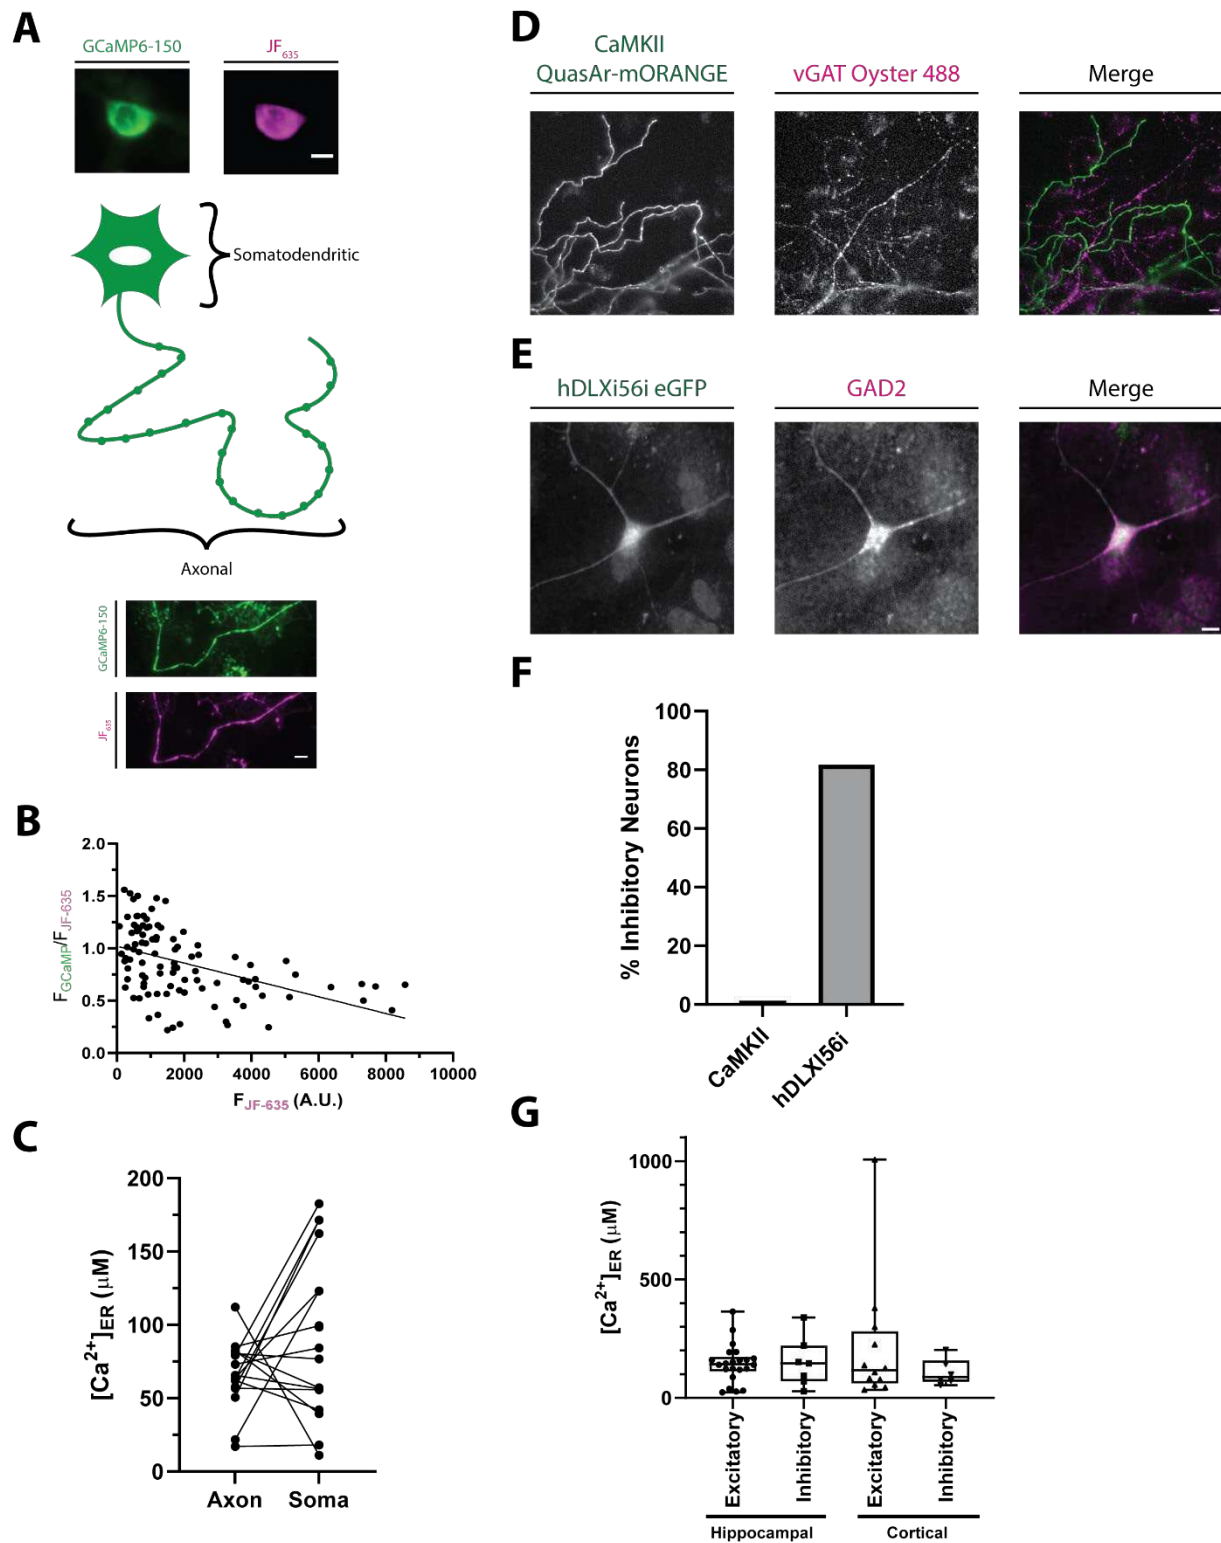 A
GCaMP6-150
JF635
Somatodendritic
Axonal
GCaMP6-150
JF635
B
FGCaMP/FJF-635
2.0
1.5
1.0
0.5
0.0
0 2000 4000 6000 8000 10000
FJF-635 (A.U.)
C
[Ca2+]ER (μM)
200
150
100
50
0
Axon Soma
D
CaMKII
QuasAr-mORANGE
vGAT Oyster 488
Merge
E
hDLXi56i eGFP
GAD2
Merge
F
% Inhibitory Neurons
100
80
60
40
20
0
CaMKII
hDLXI56i
G
[Ca2+]ER (μM)
1000
500
0
Excitatory
Inhibitory
Excitatory
Inhibitory
Hippocampal
Cortical